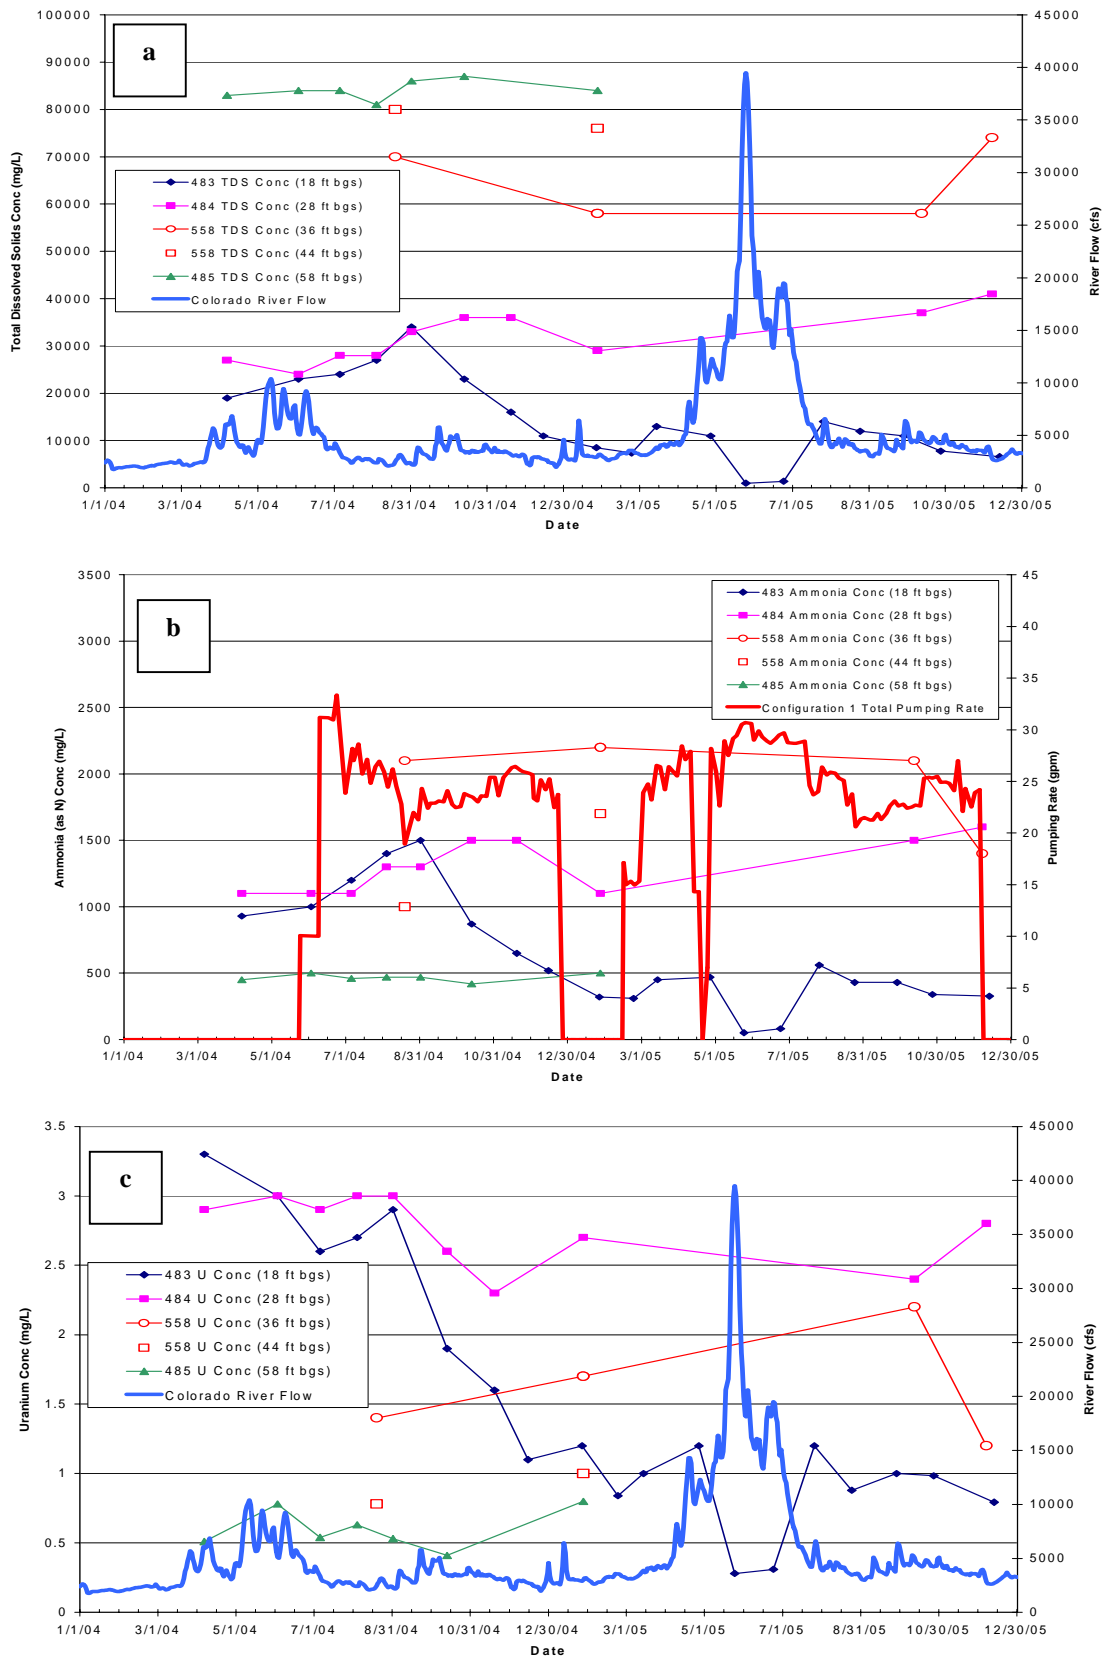 a
100000
90000
80000
70000
60000
50000
40000
30000
20000
10000
0
Total Dissolved Solids Conc (mg/L)
45000
40000
35000
30000
25000
20000
15000
10000
5000
0
River Flow (cfs)
483 TDS Conc (18 ft bgs)
484 TDS Conc (28 ft bgs)
558 TDS Conc (36 ft bgs)
558 TDS Conc (44 ft bgs)
485 TDS Conc (58 ft bgs)
Colorado River Flow
1/1/04 3/1/04 5/1/04 7/1/04 8/31/04 10/31/04 12/30/04 3/1/05 5/1/05 7/1/05 8/31/05 10/30/05 12/30/05
Date
b
3500
3000
2500
2000
1500
1000
500
0
Ammonia (as N) Conc (mg/L)
45
40
35
30
25
20
15
10
5
0
Pumping Rate (gpm)
483 Ammonia Conc (18 ft bgs)
484 Ammonia Conc (28 ft bgs)
558 Ammonia Conc (36 ft bgs)
558 Ammonia Conc (44 ft bgs)
485 Ammonia Conc (58 ft bgs)
Configuration 1 Total Pumping Rate
1/1/04 3/1/04 5/1/04 7/1/04 8/31/04 10/31/04 12/30/04 3/1/05 5/1/05 7/1/05 8/31/05 10/30/05 12/30/05
Date
c
3.5
3
2.5
2
1.5
1
0.5
0
Uranium Conc (mg/L)
45000
40000
35000
30000
25000
20000
15000
10000
5000
0
River Flow (cfs)
483 U Conc (18 ft bgs)
484 U Conc (28 ft bgs)
558 U Conc (36 ft bgs)
558 U Conc (44 ft bgs)
485 U Conc (58 ft bgs)
Colorado River Flow
1/1/04 3/1/04 5/1/04 7/1/04 8/31/04 10/31/04 12/30/04 3/1/05 5/1/05 7/1/05 8/31/05 10/30/05 12/30/05
Date